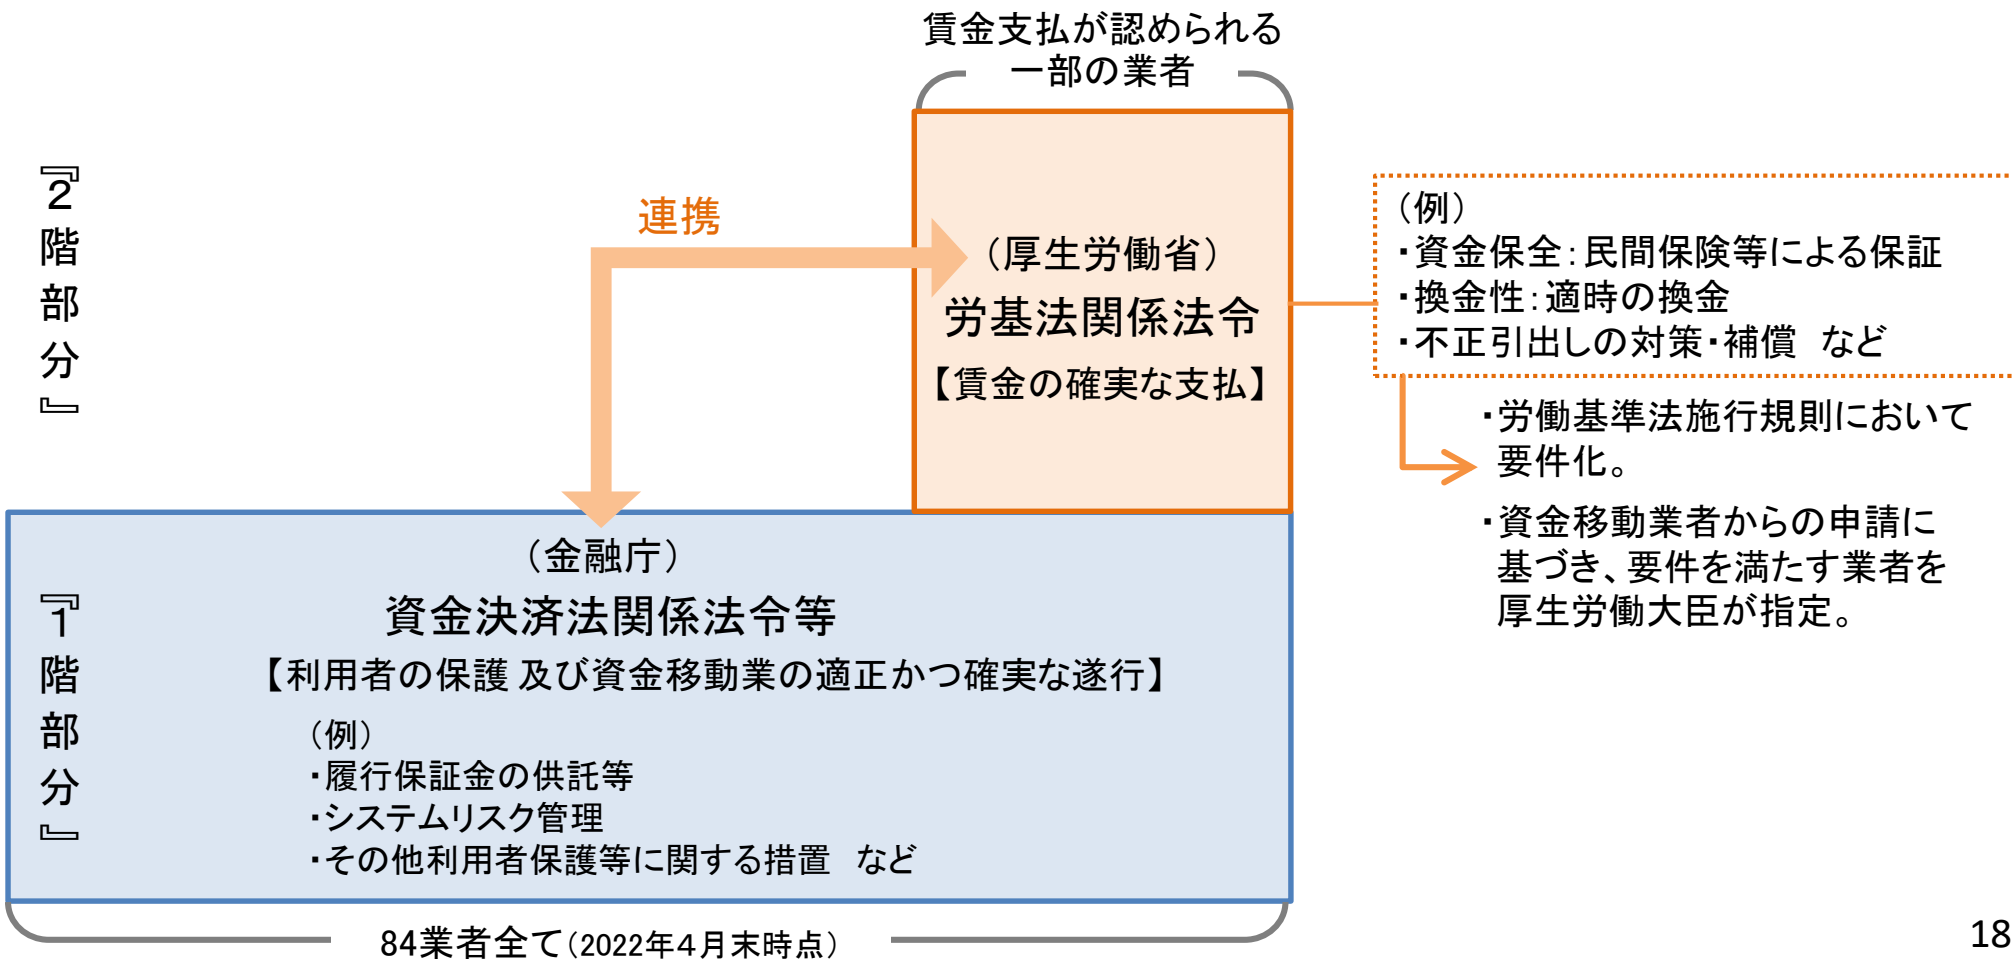 賃金支払が認められる
一部の業者
『2階部分』
連携
（厚生労働省）
労基法関係法令
【賃金の確実な支払】
（例）
・資金保全：民間保険等による保証
・換金性：適時の換金
・不正引出しの対策・補償　など
・労働基準法施行規則において
要件化。
・資金移動業者からの申請に
基づき、要件を満たす業者を
厚生労働大臣が指定。
『1階部分』
（金融庁）
資金決済法関係法令等
【利用者の保護 及び資金移動業の適正かつ確実な遂行】
（例）
・履行保証金の供託等
・システムリスク管理
・その他利用者保護等に関する措置　など
84業者全て（2022年４月末時点）
18